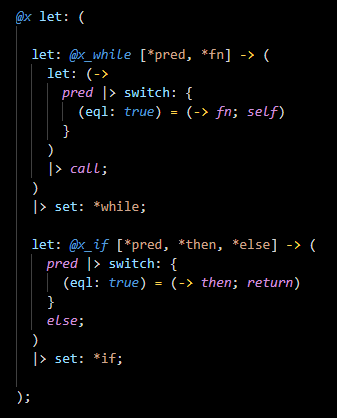 @x let: (
let: @x_while [*pred, *fn] -> (
let: (->
pred |> switch: {
(eql: true) = (-> fn; self)
}
)
|> call;
)
|> set: *while;
let: @x_if [*pred, *then, *else] -> (
pred |> switch: {
(eql: true) = (-> then; return)
}
else;
)
|> set: *if;
);